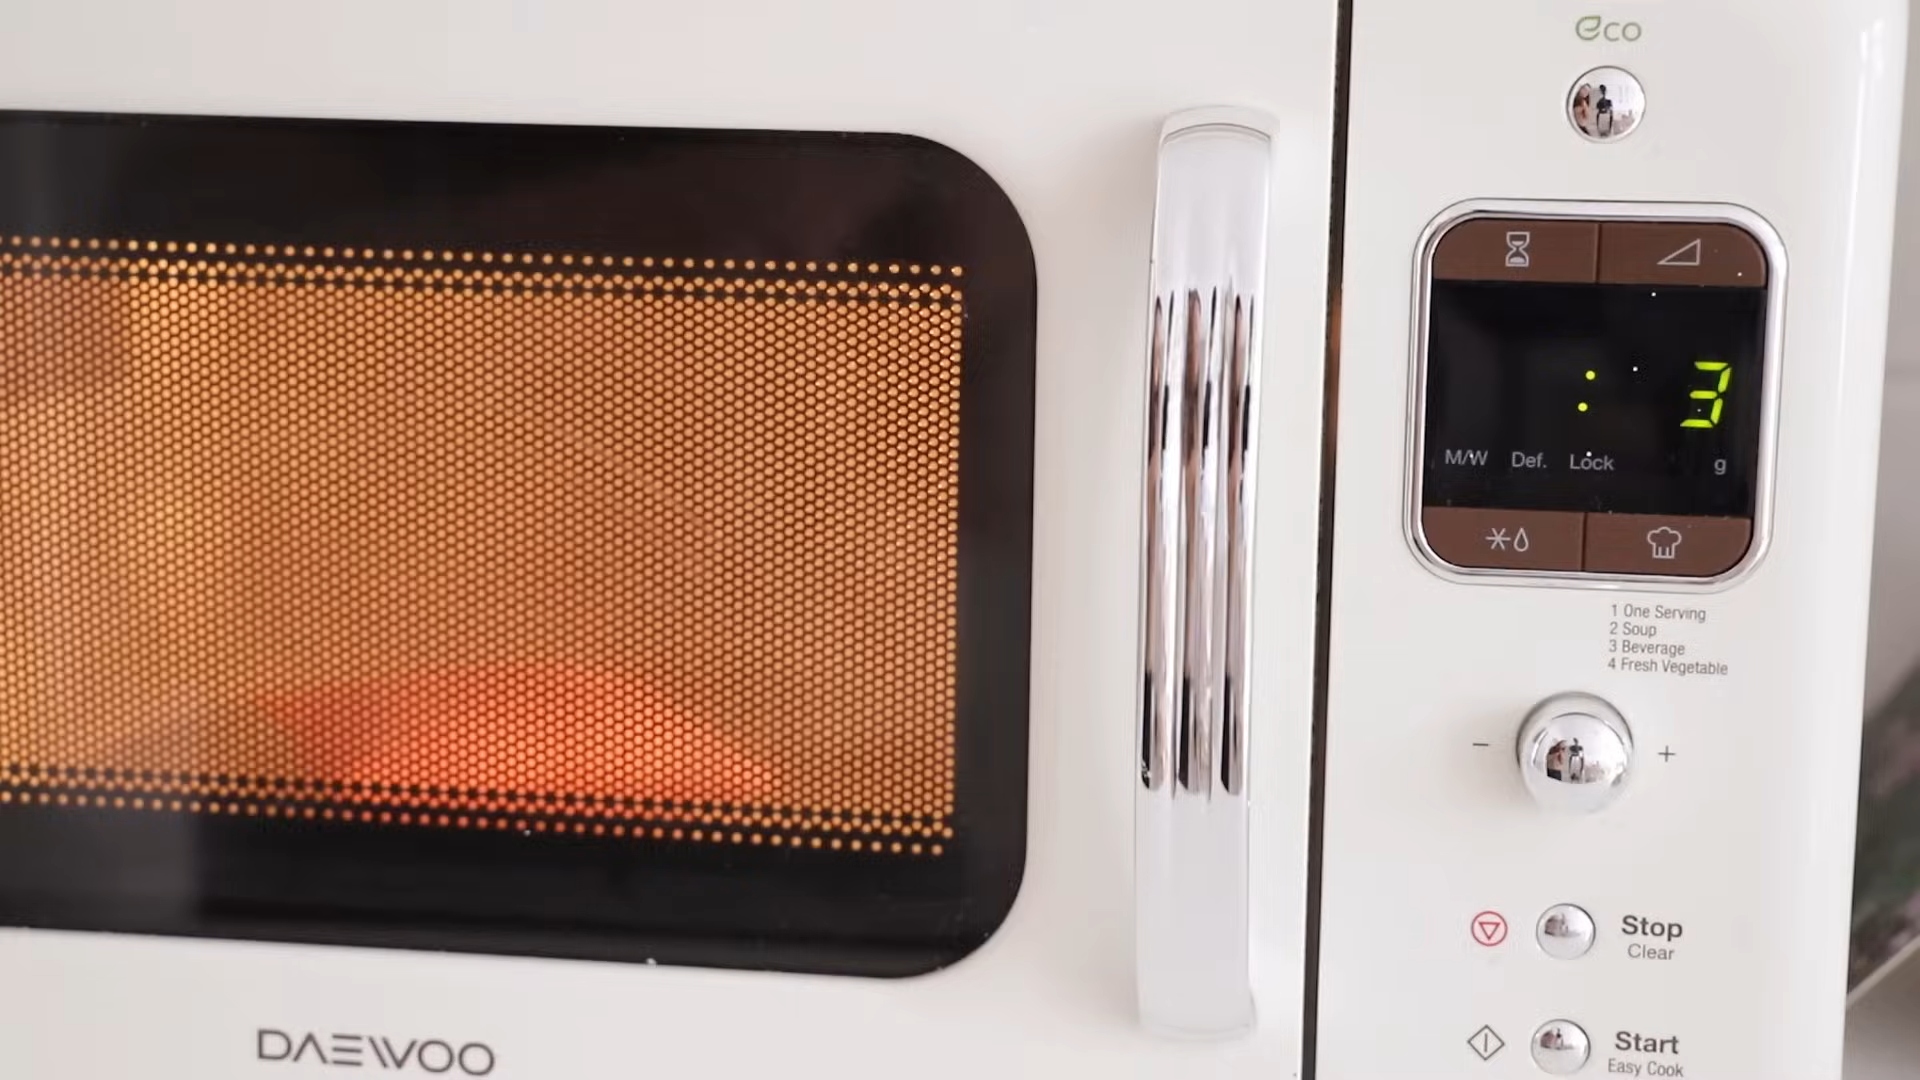 eco
: 3
M/W Def. Lock g
1 One Serving
2 Soup
3 Beverage
4 Fresh Vegetable
- +
Stop
Clear
Start
Easy Cook
DAEWOO